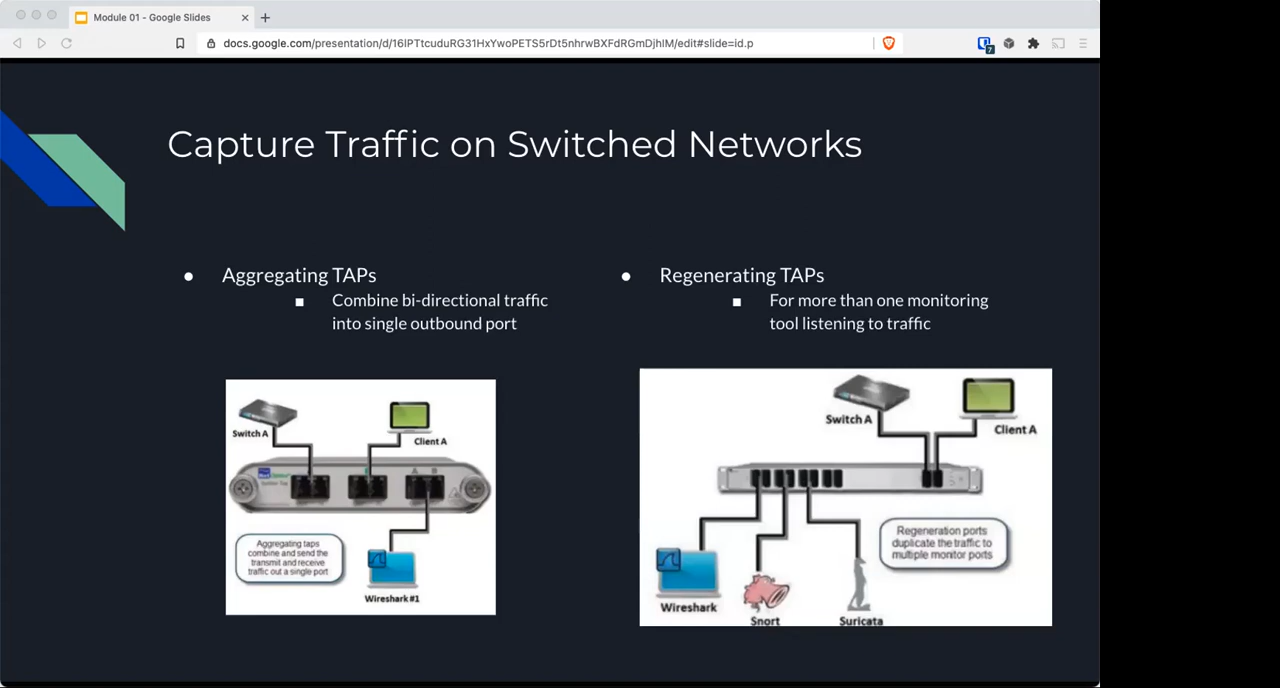 Module 01 - Google Slides
docs.google.com/presentation/d/16lPTtcuduRG31HxYwoPETS5rDt5nhrwBXFdRGmDjhIM/edit#slide=id.p
7
Capture Traffic on Switched Networks
Aggregating TAPs
Combine bi-directional traffic
into single outbound port
Switch A
Client A
A B
Aggregating taps
combine and send the
transmit and receive
traffic out a single port
Wireshark #1
Regenerating TAPs
For more than one monitoring
tool listening to traffic
Switch A
Client A
Regeneration ports
duplicate the traffic to
multiple monitor ports
Wireshark
Snort
Suricata